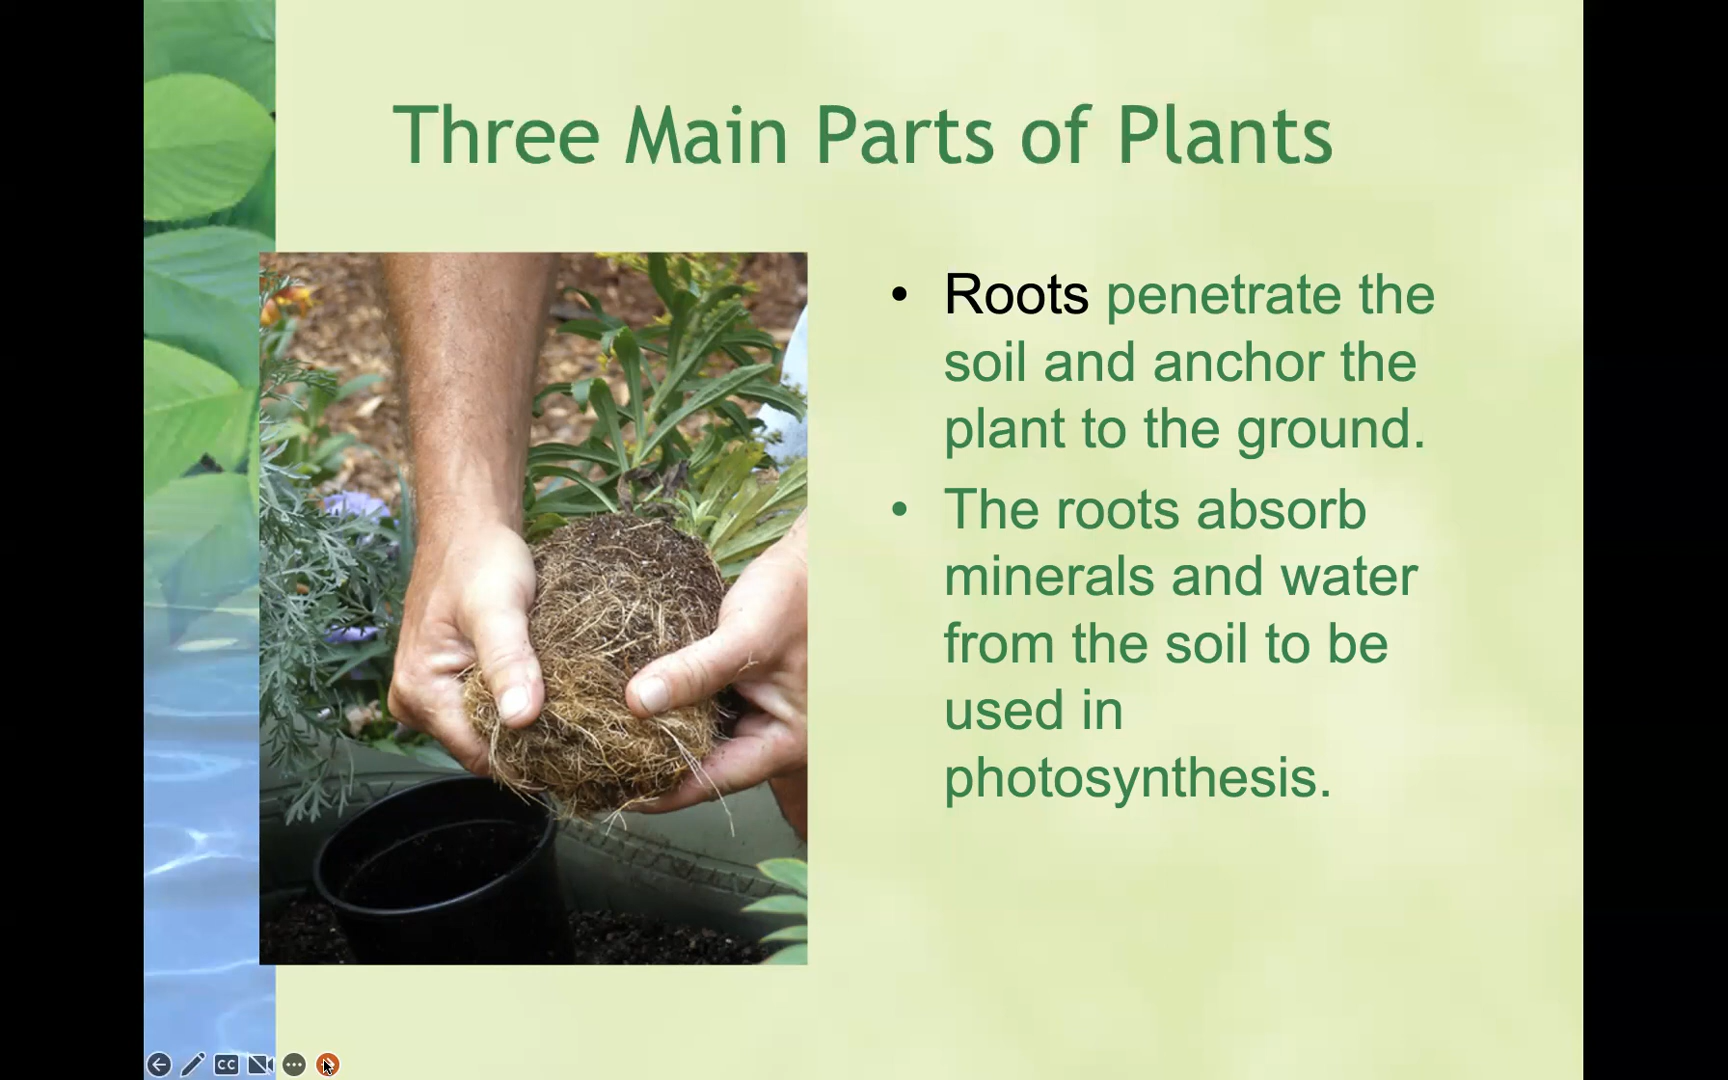 Three Main Parts of Plants
• Roots penetrate the
soil and anchor the
plant to the ground.
• The roots absorb
minerals and water
from the soil to be
used in
photosynthesis.
CC